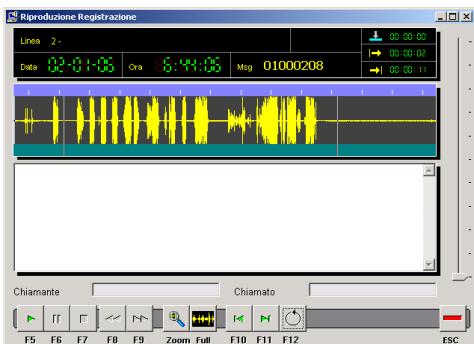 Riproduzione Registrazione
Linea 2- 00:00:00
00:00:02
Data 02-01-06 Ora 6:44:06 Msg 01000208 00:00:11
Chiamante Chiamato
F5 F6 F7 F8 F9 Zoom Full F10 F11 F12 ESC